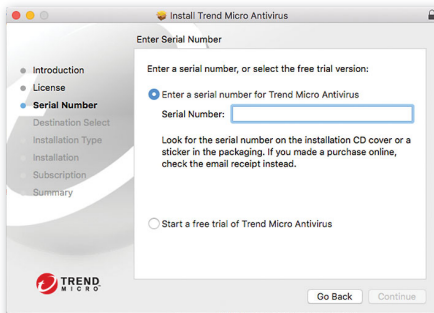 Install Trend Micro Antivirus
Enter Serial Number
Introduction
License
Serial Number
Destination Select
Installation Type
Installation
Subscription
Summary
Enter a serial number, or select the free trial version:
Enter a serial number for Trend Micro Antivirus
Serial Number:
Look for the serial number on the installation CD cover or a
sticker in the packaging. If you made a purchase online,
check the email receipt instead.
Start a free trial of Trend Micro Antivirus
TREND
MICRO
Go Back
Continue